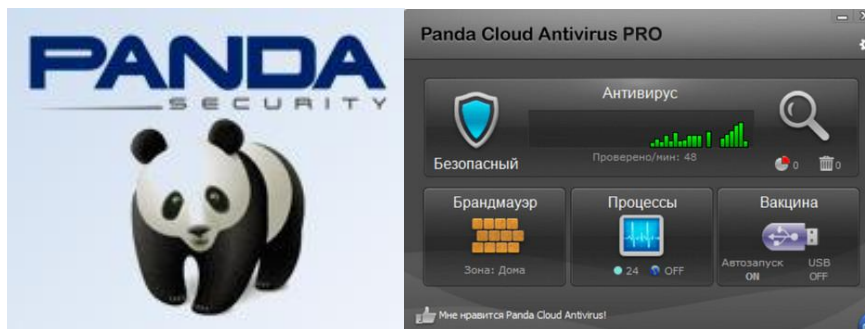 PANDA
SECURITY
Panda Cloud Antivirus PRO
Антивирус
Безопасный
Проверено/мин: 48
0
0
Брандмауэр
Зона: Дома
Процессы
24 OFF
Вакцина
Автозапуск USB
ON OFF
Мне нравится Panda Cloud Antivirus!